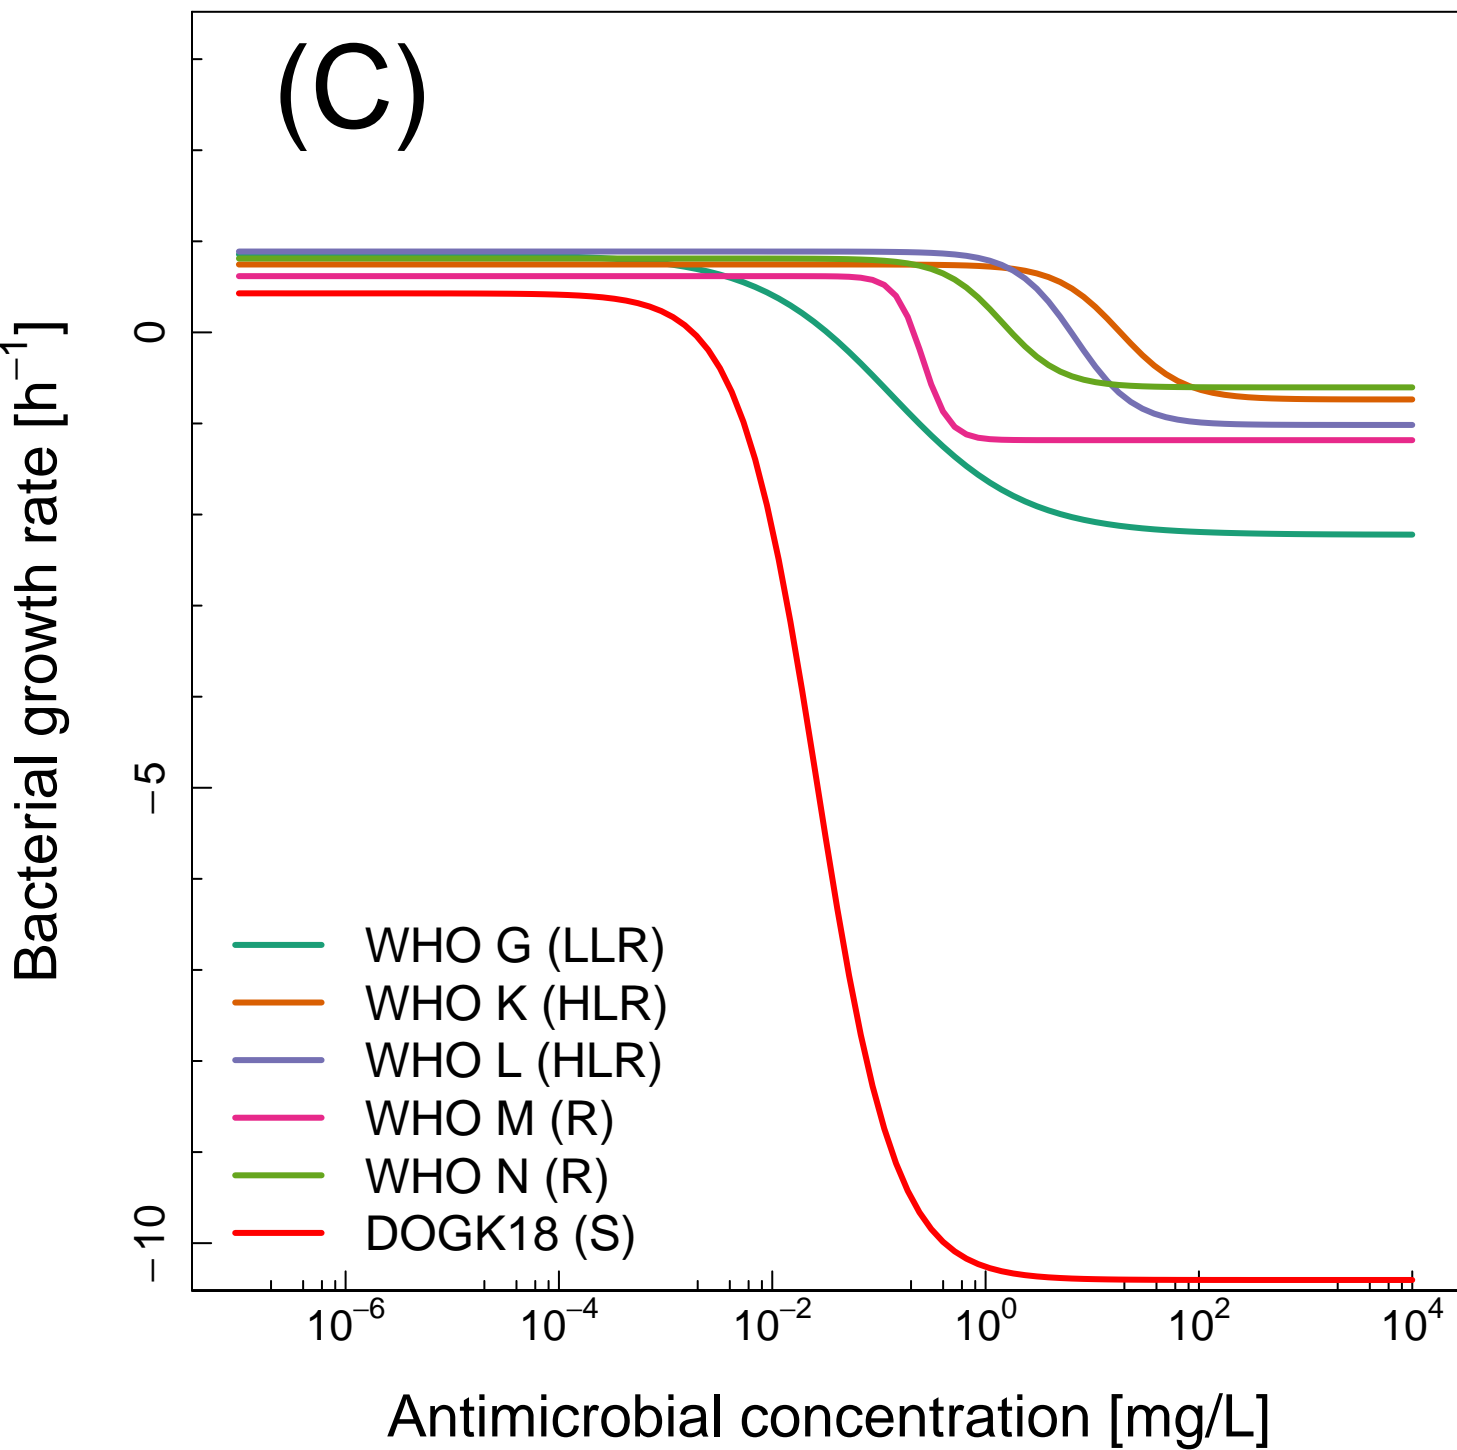 (C)
Bacterial growth rate [h⁻¹]
0
−5
−10
WHO G (LLR)
WHO K (HLR)
WHO L (HLR)
WHO M (R)
WHO N (R)
DOGK18 (S)
10⁻⁶ 10⁻⁴ 10⁻² 10⁰ 10² 10⁴
Antimicrobial concentration [mg/L]